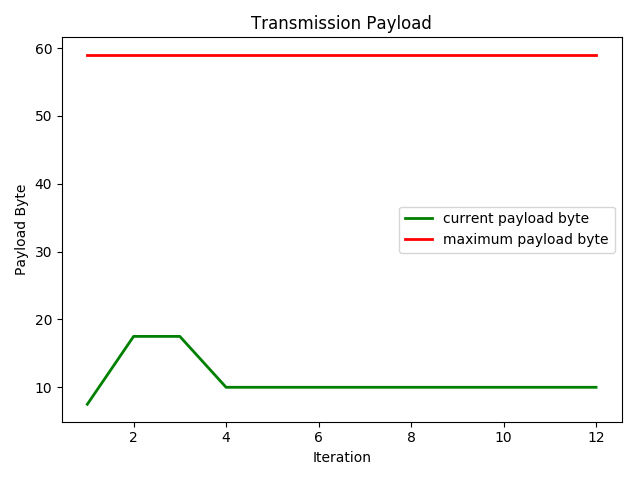 Transmission Payload
Payload Byte
60
50
40
30
20
10
current payload byte
maximum payload byte
2 4 6 8 10 12
Iteration